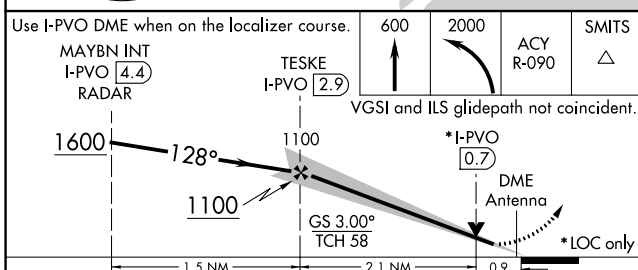 Use I-PVO DME when on the localizer course.
600
2000
ACY
R-090
SMITS
MAYBN INT
I-PVO 4.4
RADAR
TESKE
I-PVO 2.9
VGSI and ILS glidepath not coincident.
1600
128°
1100
1100
*I-PVO
0.7
DME
Antenna
GS 3.00°
TCH 58
*LOC only
1.5 NM
2.1 NM
0.9